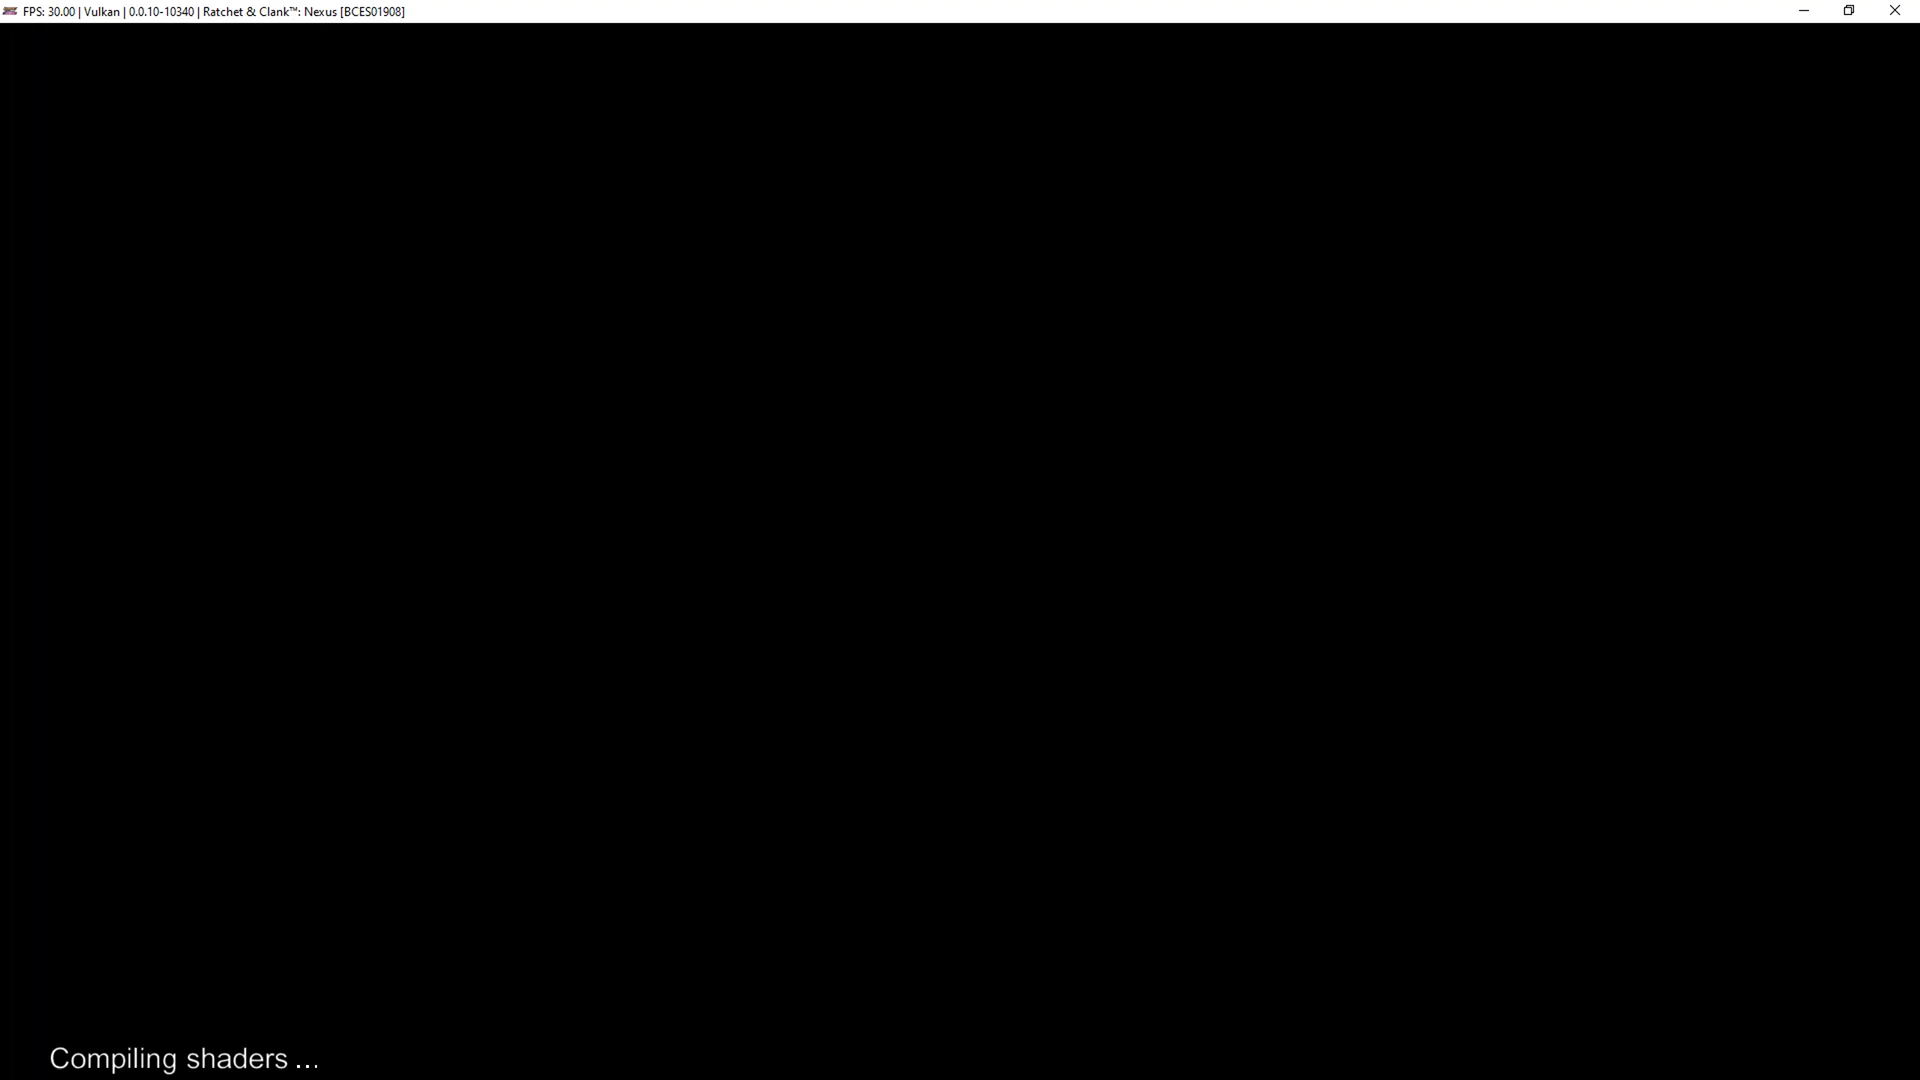 FPS: 30.00 | Vulkan | 0.0.10-10340 | Ratchet & Clank™: Nexus [BCES01908]
Compiling shaders ...